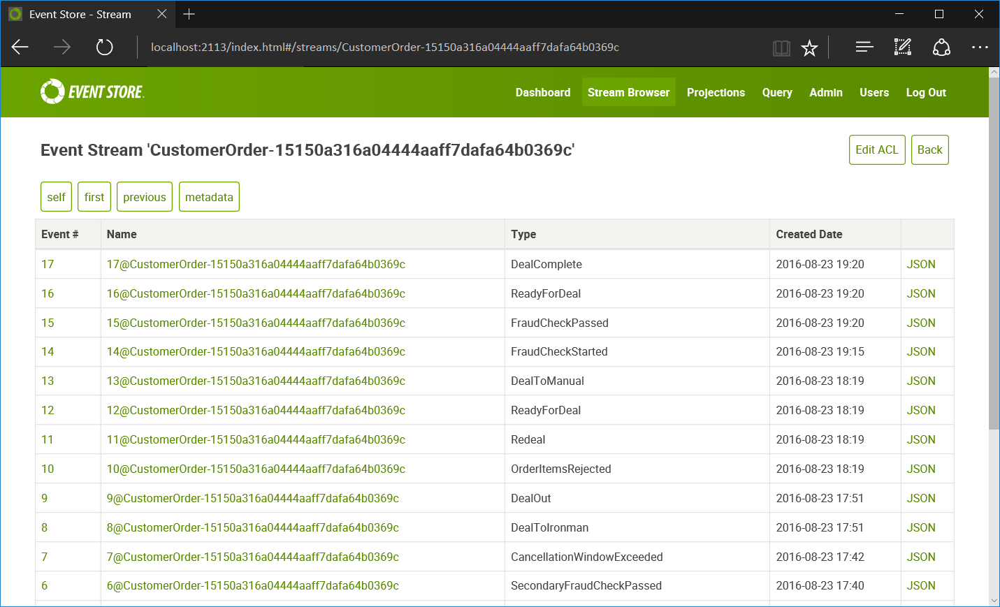 Event Store - Stream
localhost:2113/index.html#/streams/CustomerOrder-15150a316a04444aaff7dafa64b0369c
EVENT STORE Dashboard Stream Browser Projections Query Admin Users Log Out
Event Stream 'CustomerOrder-15150a316a04444aaff7dafa64b0369c' Edit ACL Back
self first previous metadata
Event # Name Type Created Date
17 17@CustomerOrder-15150a316a04444aaff7dafa64b0369c DealComplete 2016-08-23 19:20 JSON
16 16@CustomerOrder-15150a316a04444aaff7dafa64b0369c ReadyForDeal 2016-08-23 19:20 JSON
15 15@CustomerOrder-15150a316a04444aaff7dafa64b0369c FraudCheckPassed 2016-08-23 19:20 JSON
14 14@CustomerOrder-15150a316a04444aaff7dafa64b0369c FraudCheckStarted 2016-08-23 19:15 JSON
13 13@CustomerOrder-15150a316a04444aaff7dafa64b0369c DealToManual 2016-08-23 18:19 JSON
12 12@CustomerOrder-15150a316a04444aaff7dafa64b0369c ReadyForDeal 2016-08-23 18:19 JSON
11 11@CustomerOrder-15150a316a04444aaff7dafa64b0369c Redeal 2016-08-23 18:19 JSON
10 10@CustomerOrder-15150a316a04444aaff7dafa64b0369c OrderItemsRejected 2016-08-23 18:19 JSON
9 9@CustomerOrder-15150a316a04444aaff7dafa64b0369c DealOut 2016-08-23 17:51 JSON
8 8@CustomerOrder-15150a316a04444aaff7dafa64b0369c DealToIronman 2016-08-23 17:51 JSON
7 7@CustomerOrder-15150a316a04444aaff7dafa64b0369c CancellationWindowExceeded 2016-08-23 17:42 JSON
6 6@CustomerOrder-15150a316a04444aaff7dafa64b0369c SecondaryFraudCheckPassed 2016-08-23 17:40 JSON